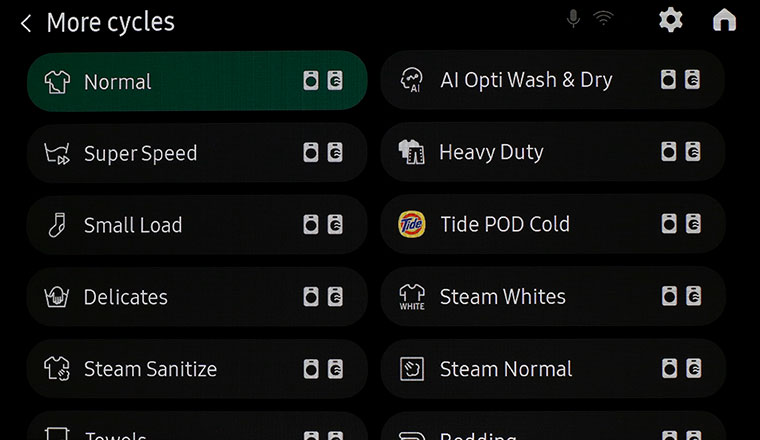 More cycles
Normal
AI Opti Wash & Dry
AI
Super Speed
Heavy Duty
Small Load
Tide
Tide POD Cold
Delicates
WHITE
Steam Whites
Steam Sanitize
Steam Normal
Towels
Bedding